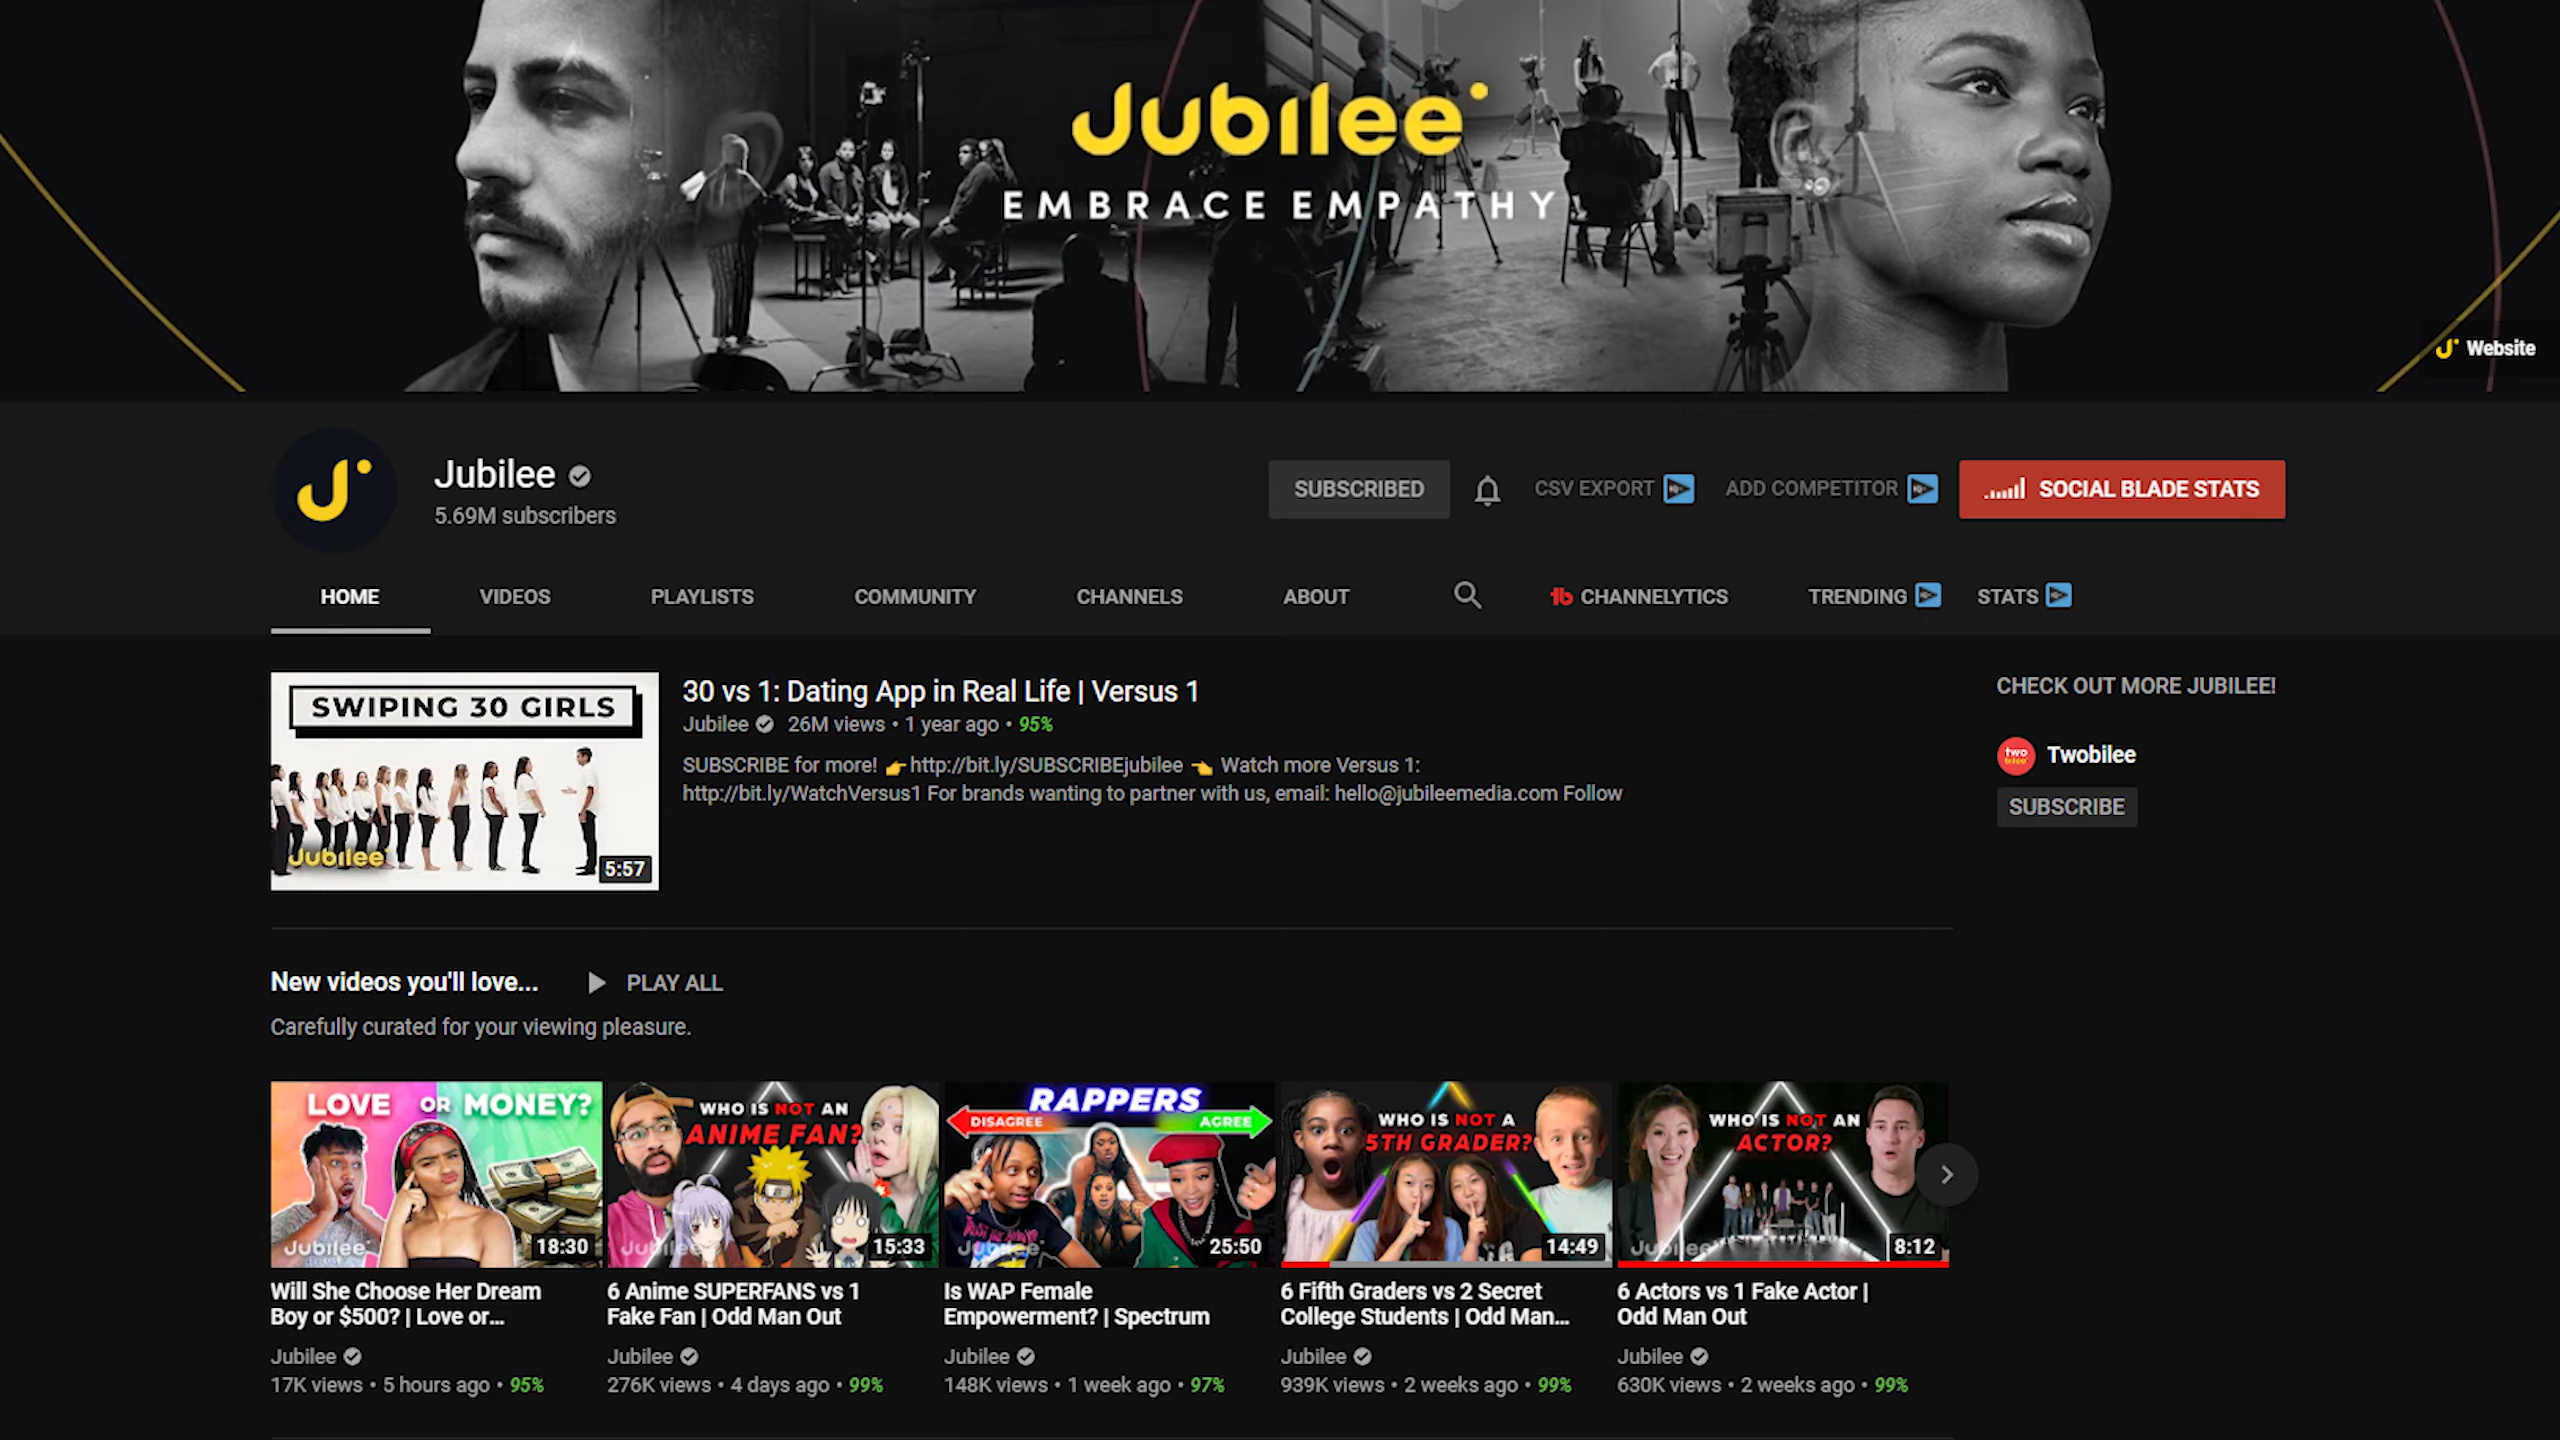 Jubilee
EMBRACE EMPATHY
Website
Jubilee
5.69M subscribers
SUBSCRIBED
CSV EXPORT
ADD COMPETITOR
SOCIAL BLADE STATS
HOME
VIDEOS
PLAYLISTS
COMMUNITY
CHANNELS
ABOUT
CHANNELYTICS
TRENDING
STATS
SWIPING 30 GIRLS
Jubilee
5:57
30 vs 1: Dating App in Real Life | Versus 1
Jubilee 26M views • 1 year ago • 95%
SUBSCRIBE for more! 👉http://bit.ly/SUBSCRIBEjubilee 👈 Watch more Versus 1:
http://bit.ly/WatchVersus1 For brands wanting to partner with us, email: hello@jubileemedia.com Follow
CHECK OUT MORE JUBILEE!
two
bilee
Twobilee
SUBSCRIBE
New videos you'll love...
PLAY ALL
Carefully curated for your viewing pleasure.
LOVE OR MONEY?
Jubilee
18:30
Will She Choose Her Dream
Boy or $500? | Love or...
Jubilee
17K views • 5 hours ago • 95%
WHO IS NOT AN
ANIME FAN?
Jubilee
15:33
6 Anime SUPERFANS vs 1
Fake Fan | Odd Man Out
Jubilee
276K views • 4 days ago • 99%
RAPPERS
DISAGREE
AGREE
Jubilee
25:50
Is WAP Female
Empowerment? | Spectrum
Jubilee
148K views • 1 week ago • 97%
WHO IS NOT A
5TH GRADER?
14:49
6 Fifth Graders vs 2 Secret
College Students | Odd Man...
Jubilee
939K views • 2 weeks ago • 99%
WHO IS NOT AN
ACTOR?
Jubilee
8:12
6 Actors vs 1 Fake Actor |
Odd Man Out
Jubilee
630K views • 2 weeks ago • 99%